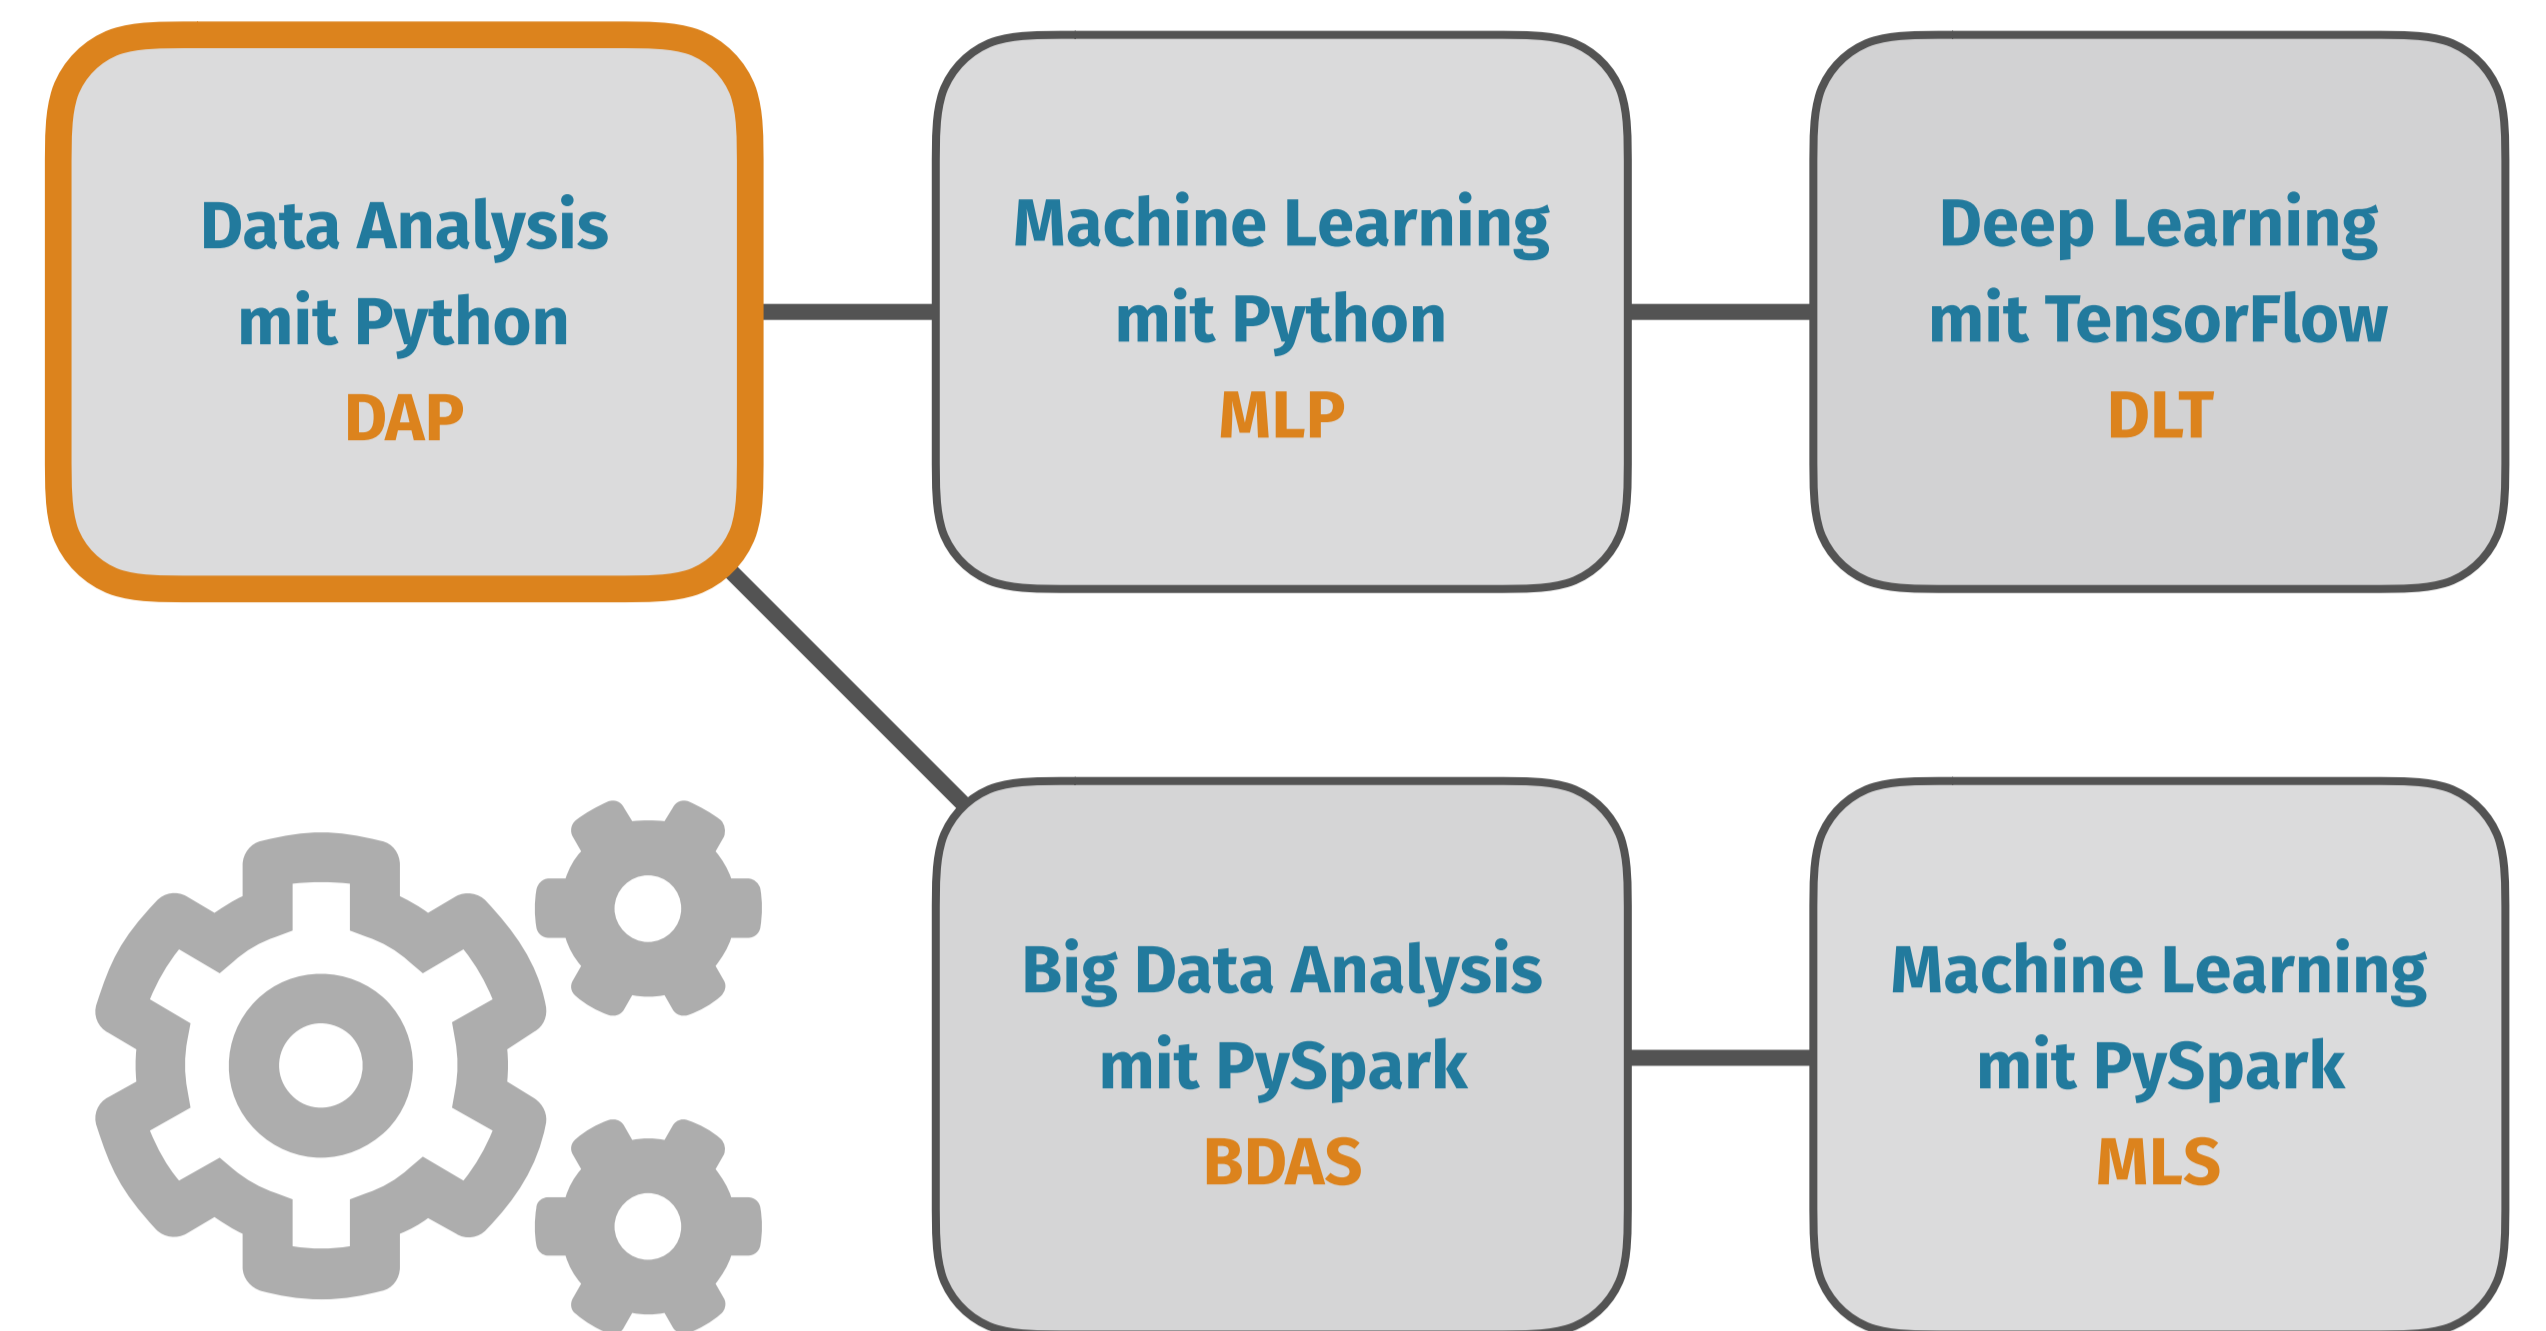 Data Analysis
mit Python
DAP
Machine Learning
mit Python
MLP
Deep Learning
mit TensorFlow
DLT
Big Data Analysis
mit PySpark
BDAS
Machine Learning
mit PySpark
MLS